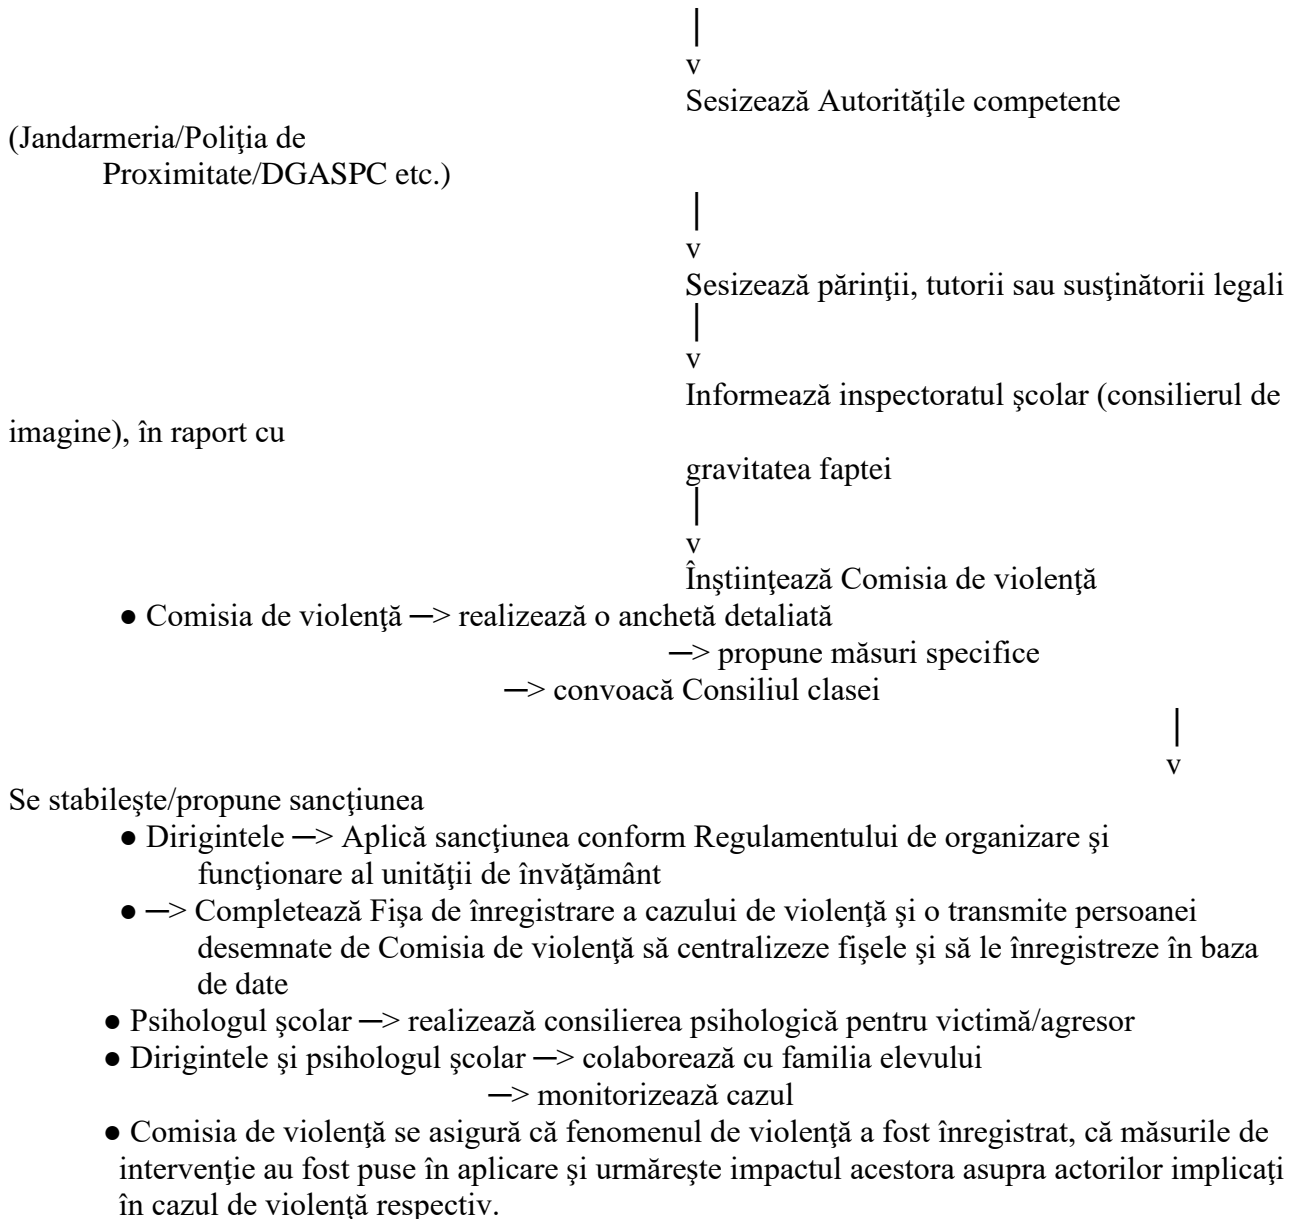 |
v
Sesizează Autorităţile competente
(Jandarmeria/Poliţia de
Proximitate/DGASPC etc.)
|
v
Sesizează părinţii, tutorii sau susţinătorii legali
|
v
Informează inspectoratul şcolar (consilierul de
imagine), în raport cu
gravitatea faptei
|
v
Înştiinţează Comisia de violenţă
● Comisia de violenţă ─> realizează o anchetă detaliată
─> propune măsuri specifice
─> convoacă Consiliul clasei
|
v
Se stabileşte/propune sancţiunea
● Dirigintele ─> Aplică sancţiunea conform Regulamentului de organizare şi
funcţionare al unităţii de învăţământ
● ─> Completează Fişa de înregistrare a cazului de violenţă şi o transmite persoanei
desemnate de Comisia de violenţă să centralizeze fişele şi să le înregistreze în baza
de date
● Psihologul şcolar ─> realizează consilierea psihologică pentru victimă/agresor
● Dirigintele şi psihologul şcolar ─> colaborează cu familia elevului
─> monitorizează cazul
● Comisia de violenţă se asigură că fenomenul de violenţă a fost înregistrat, că măsurile de
intervenţie au fost puse în aplicare şi urmăreşte impactul acestora asupra actorilor implicaţi
în cazul de violenţă respectiv.